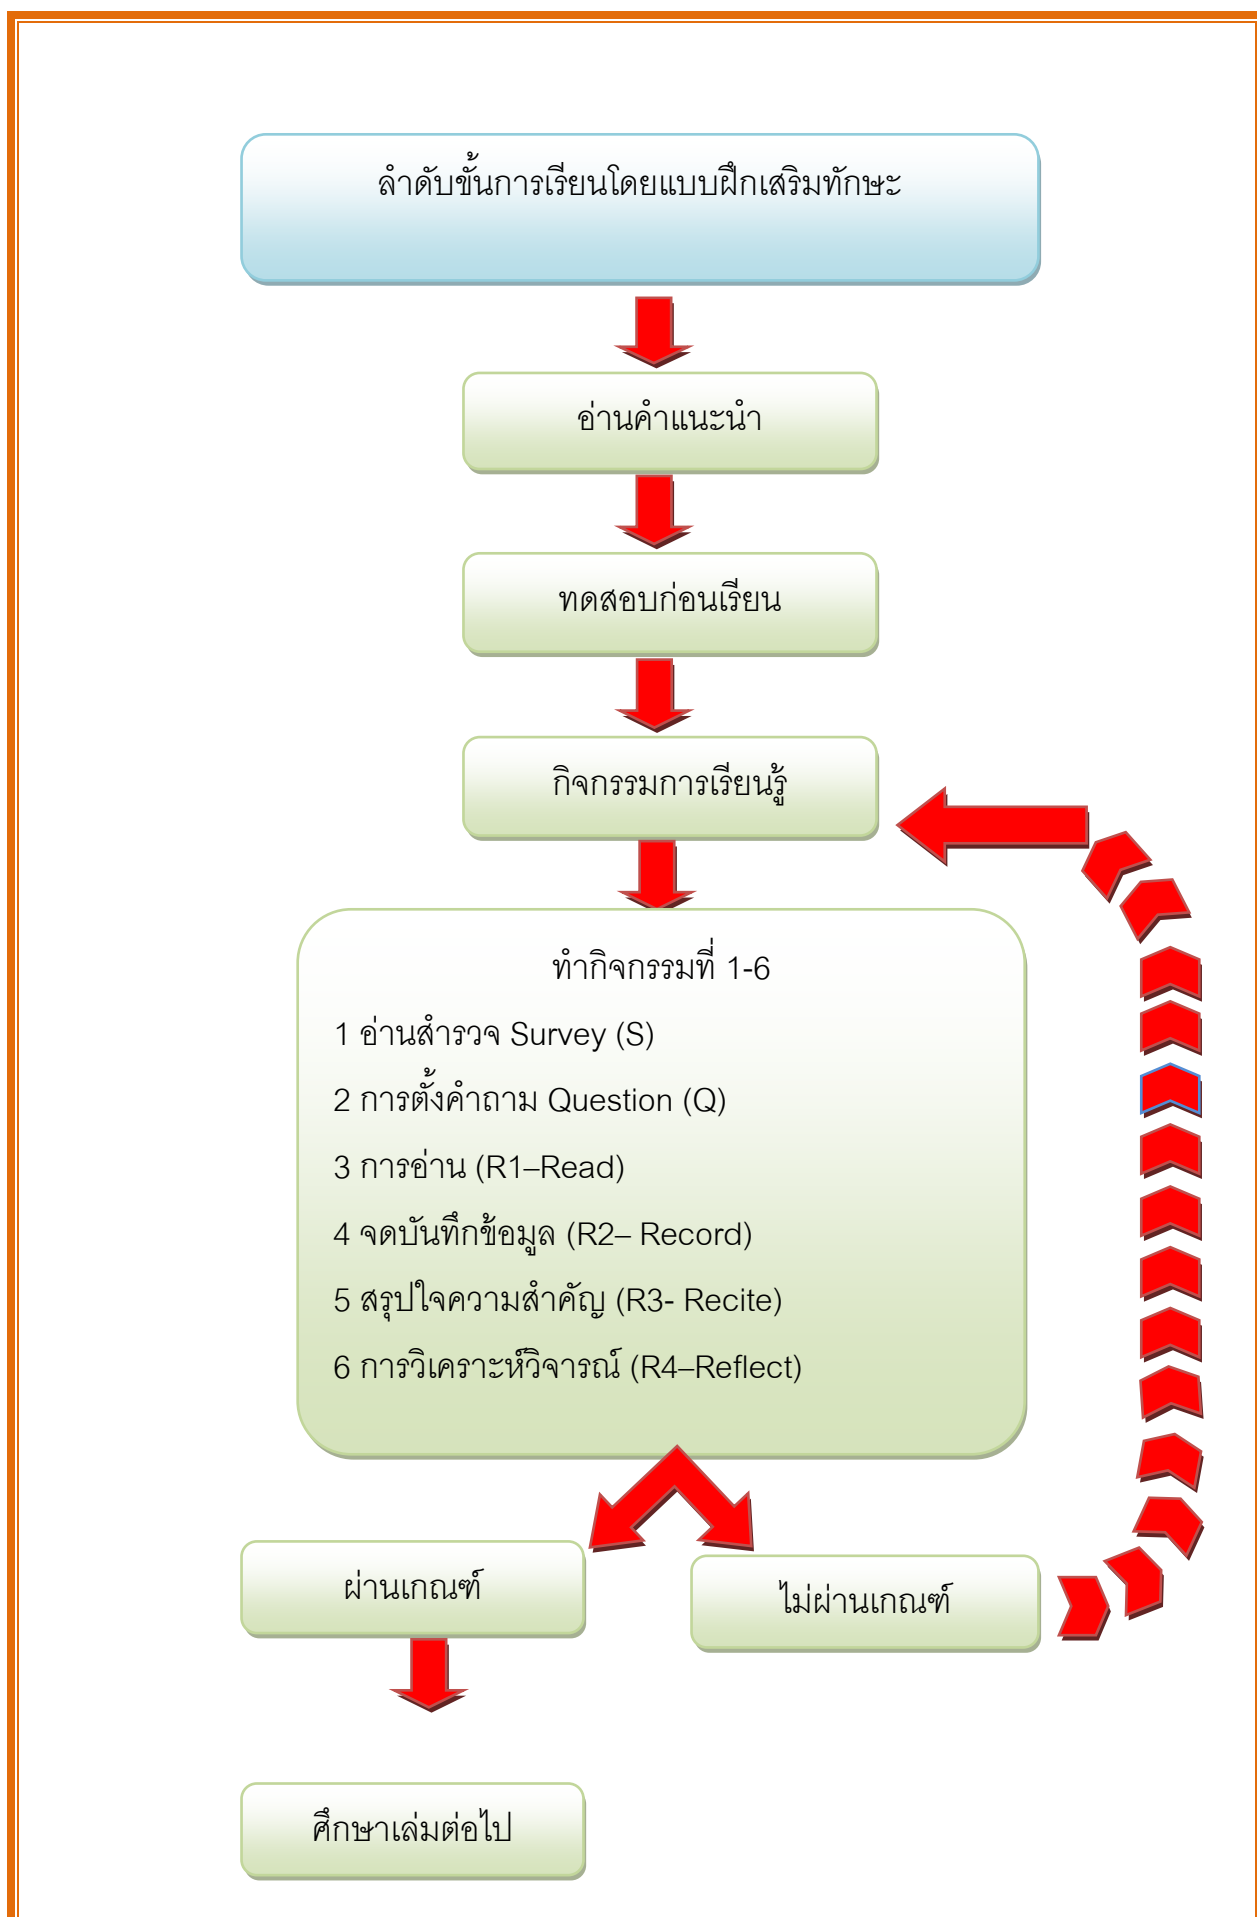 ลำดับขั้นการเรียนโดยแบบฝึกเสริมทักษะ
อ่านคำแนะนำ
ทดสอบก่อนเรียน
กิจกรรมการเรียนรู้
ทำกิจกรรมที่ 1-6
1 อ่านสำรวจ Survey (S)
2 การตั้งคำถาม Question (Q)
3 การอ่าน (R1–Read)
4 จดบันทึกข้อมูล (R2– Record)
5 สรุปใจความสำคัญ (R3- Recite)
6 การวิเคราะห์วิจารณ์ (R4–Reflect)
ผ่านเกณฑ์
ไม่ผ่านเกณฑ์
ศึกษาเล่มต่อไป